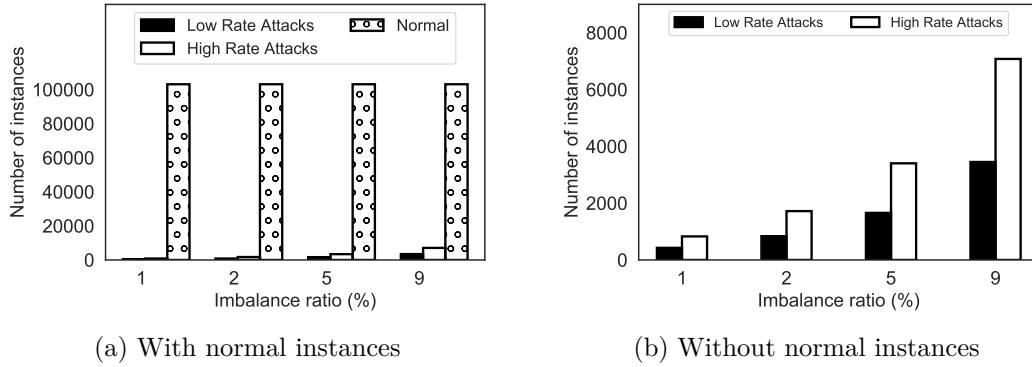 Low Rate Attacks
High Rate Attacks
Normal
Number of instances
100000
80000
60000
40000
20000
0
1 2 5 9
Imbalance ratio (%)
(a) With normal instances
Low Rate Attacks
High Rate Attacks
Number of instances
8000
6000
4000
2000
0
1 2 5 9
Imbalance ratio (%)
(b) Without normal instances